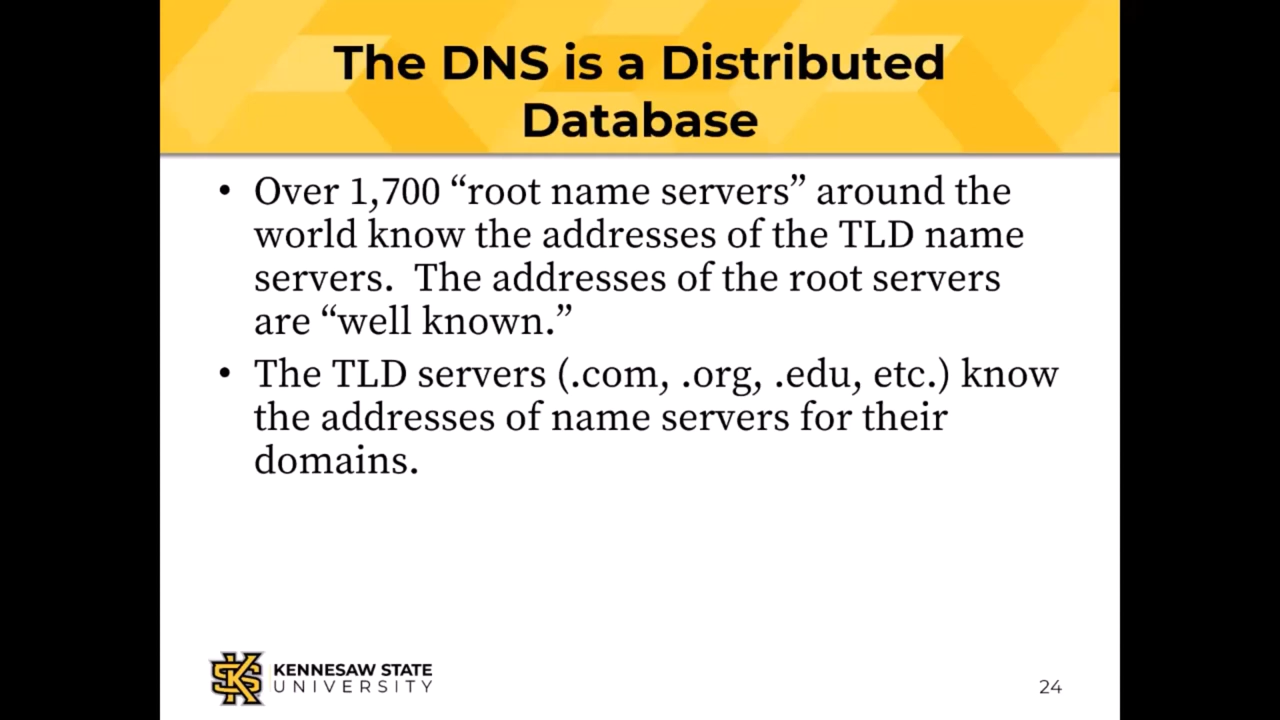 The DNS is a Distributed
Database
• Over 1,700 “root name servers” around the
world know the addresses of the TLD name
servers.  The addresses of the root servers
are “well known.”
• The TLD servers (.com, .org, .edu, etc.) know
the addresses of name servers for their
domains.
KENNESAW STATE
UNIVERSITY
24